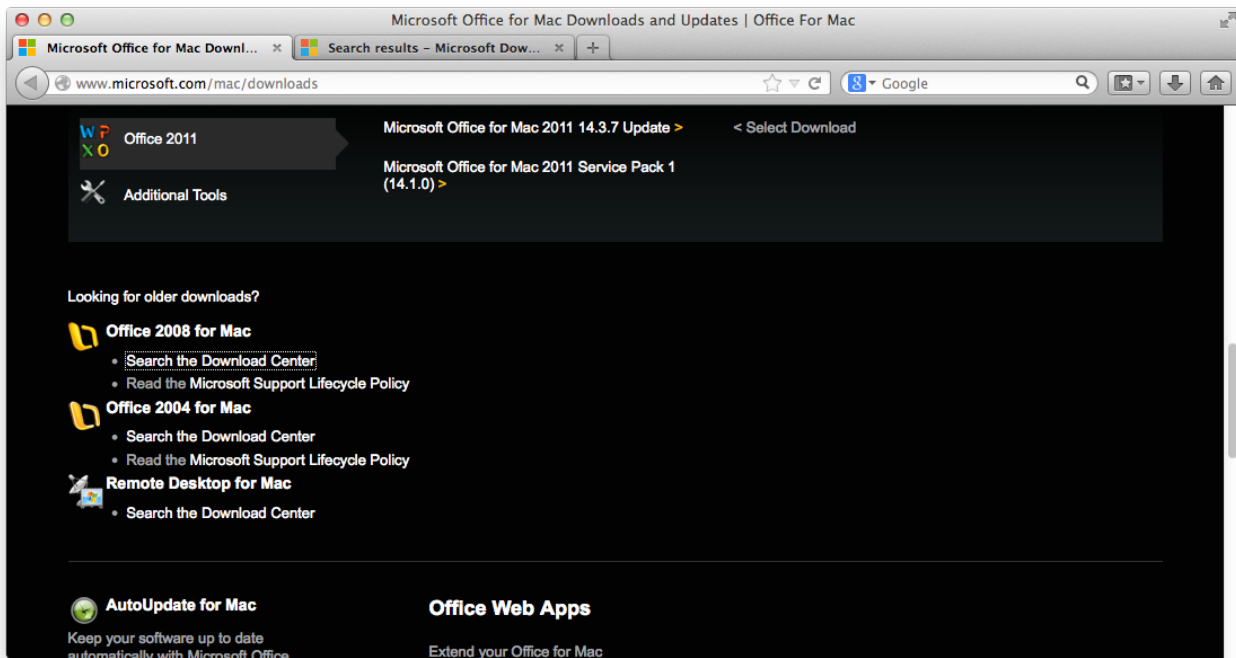 Microsoft Office for Mac Downloads and Updates | Office For Mac
Microsoft Office for Mac Downl...
Search results - Microsoft Dow...
www.microsoft.com/mac/downloads
Google
W P X O
Office 2011
Microsoft Office for Mac 2011 14.3.7 Update >
< Select Download
Microsoft Office for Mac 2011 Service Pack 1
(14.1.0) >
Additional Tools
Looking for older downloads?
Office 2008 for Mac
• Search the Download Center
• Read the Microsoft Support Lifecycle Policy
Office 2004 for Mac
• Search the Download Center
• Read the Microsoft Support Lifecycle Policy
Remote Desktop for Mac
• Search the Download Center
AutoUpdate for Mac
Keep your software up to date
automatically with Microsoft Office
Office Web Apps
Extend your Office for Mac